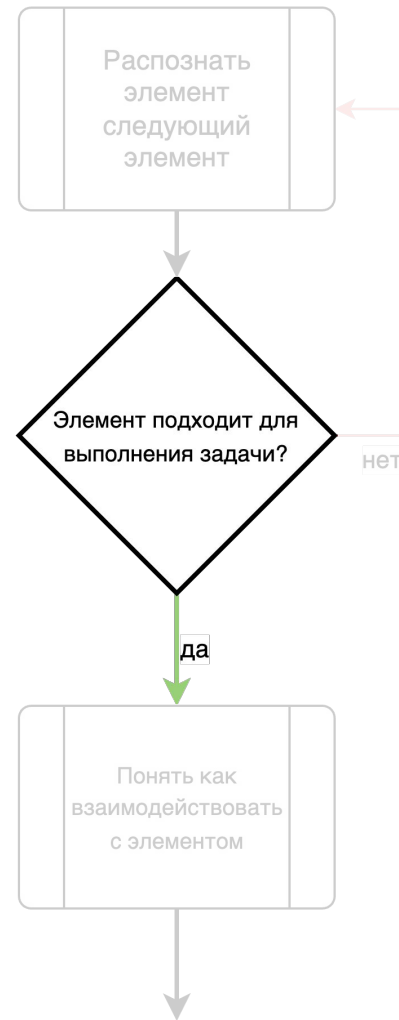 Распознать
элемент
следующий
элемент
Элемент подходит для
выполнения задачи?
нет
да
Понять как
взаимодействовать
с элементом